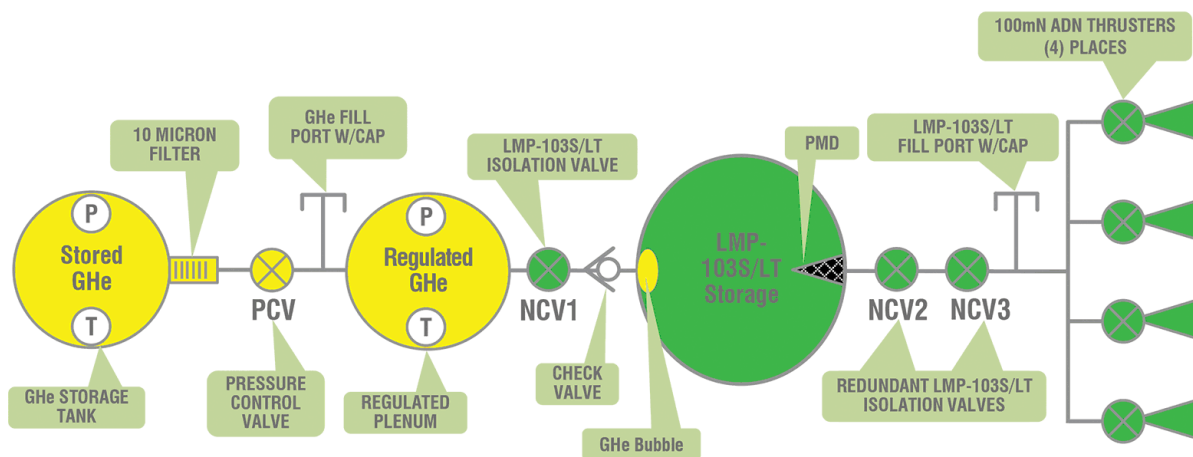 100mN ADN THRUSTERS
(4) PLACES
10 MICRON
FILTER
GHe FILL
PORT W/CAP
LMP-103S/LT
ISOLATION VALVE
PMD
LMP-103S/LT
FILL PORT W/CAP
P
Stored
GHe
T
PCV
P
Regulated
GHe
T
NCV1
LMP-
103S/LT
Storage
NCV2
NCV3
GHe STORAGE
TANK
PRESSURE
CONTROL
VALVE
REGULATED
PLENUM
CHECK
VALVE
GHe Bubble
REDUNDANT LMP-103S/LT
ISOLATION VALVES